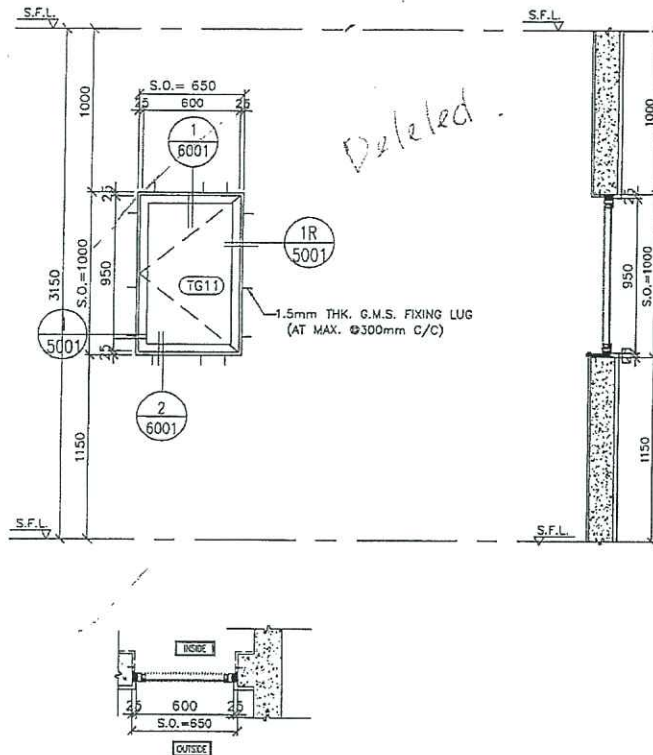 S.F.L.
S.F.L.
S.O.= 650
25 600 25
1000
1000
Deleted.
1
6001
25
25
1R
5001
3150
S.O.=1000
950
TG11
950
S.O.=1000
1.5mm THK. G.M.S. FIXING LUG
(AT MAX. @300mm C/C)
1
5001
25
2
6001
1150
1150
S.F.L.
S.F.L.
INSIDE
25 600 25
S.O.=650
OUTSIDE